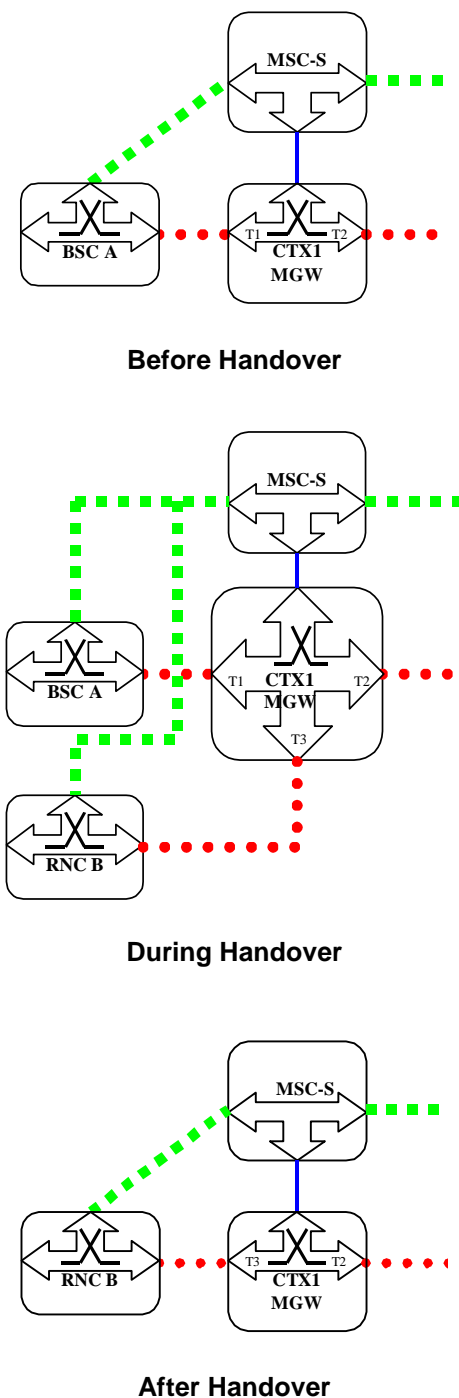 MSC-S
BSC A
T1
T2
CTX1
MGW
Before Handover
MSC-S
BSC A
T1
CTX1
T2
MGW
T3
RNC B
During Handover
MSC-S
RNC B
T3
T2
CTX1
MGW
After Handover